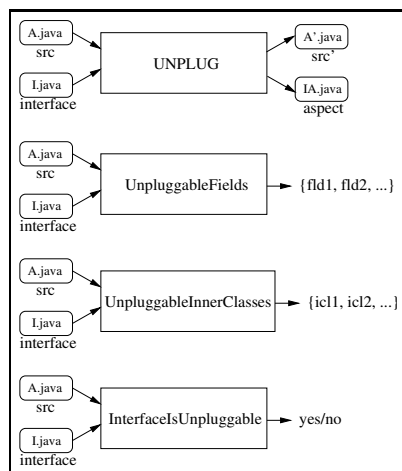 A.java
src
I.java
interface
UNPLUG
A'.java
src'
IA.java
aspect
A.java
src
I.java
interface
UnpluggableFields
{fld1, fld2, ...}
A.java
src
I.java
interface
UnpluggableInnerClasses
{icl1, icl2, ...}
A.java
src
I.java
interface
InterfaceIsUnpluggable
yes/no